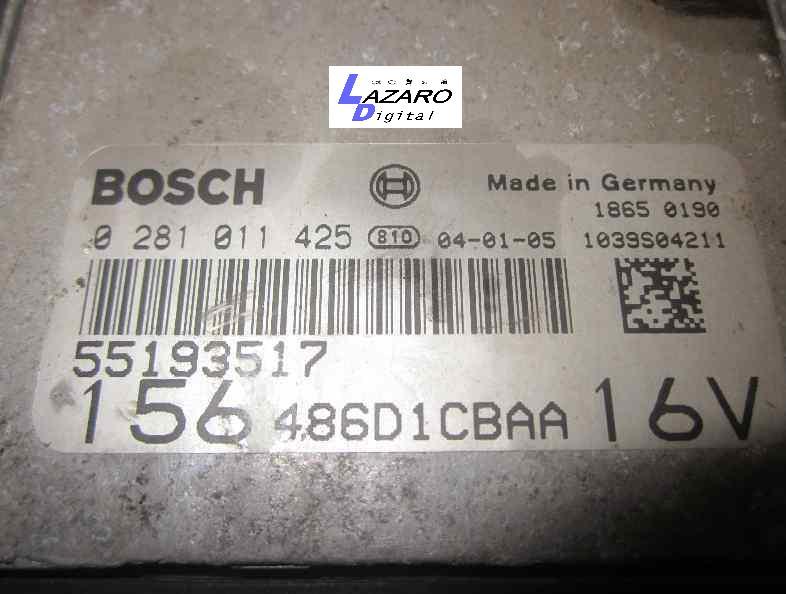 LAZARO
Digital
BOSCH
Made in Germany
1865 0190
0 281 011 425 810 04-01-05 1039S04211
55193517
156 486D1CBAA 16V